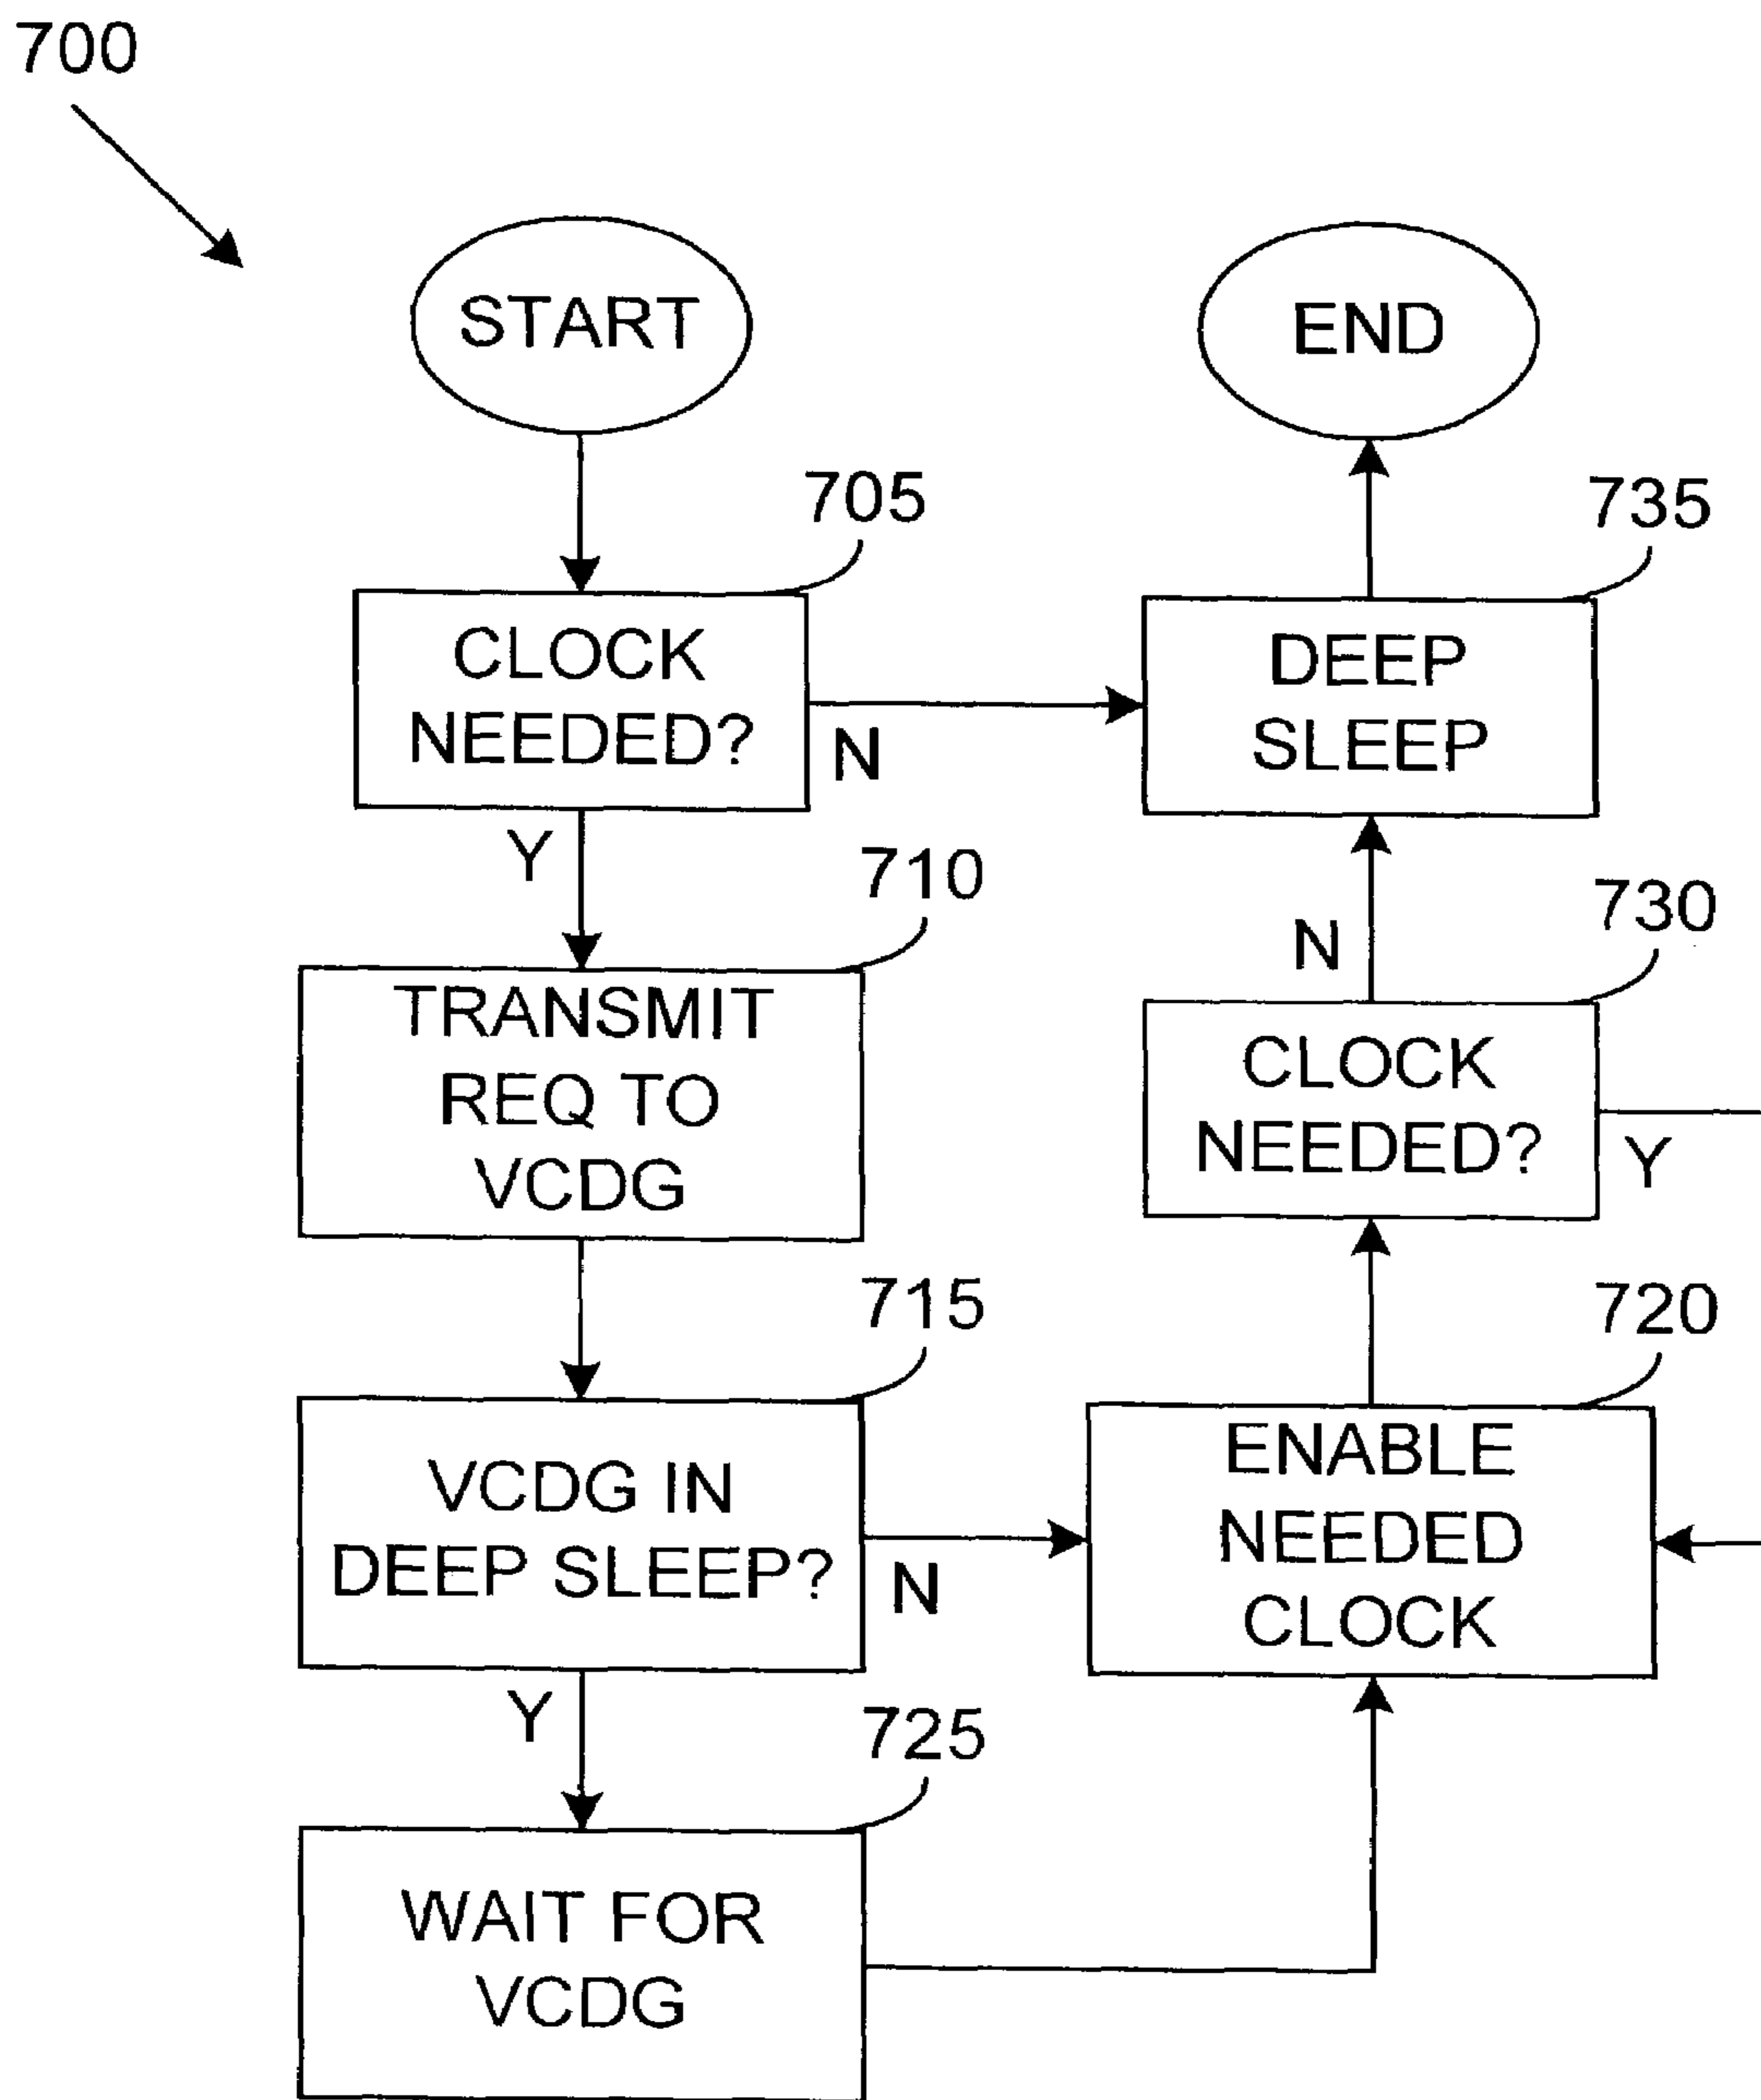 700
START
END
705
735
CLOCK
NEEDED?
N
DEEP
SLEEP
Y
710
730
N
TRANSMIT
REQ TO
VCDG
CLOCK
NEEDED?
Y
715
720
VCDG IN
DEEP SLEEP?
N
ENABLE
NEEDED
CLOCK
Y
725
WAIT FOR
VCDG